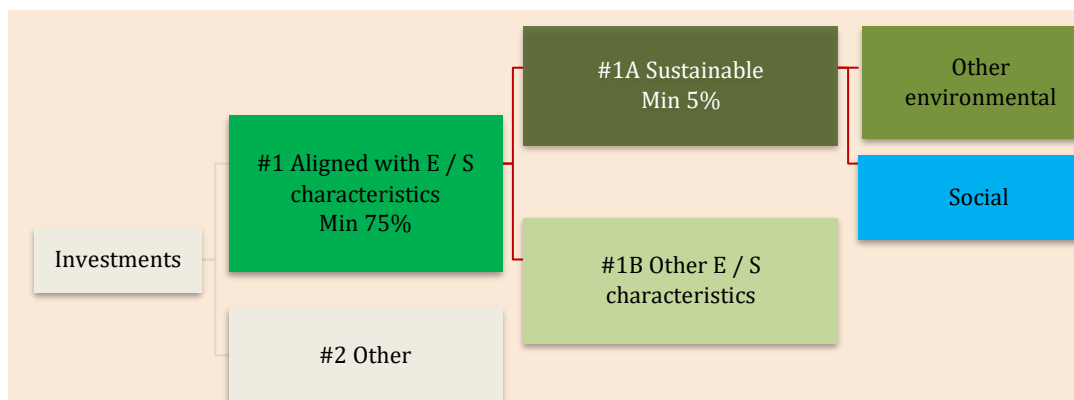 Investments
#1 Aligned with E / S
characteristics
Min 75%
#2 Other
#1A Sustainable
Min 5%
#1B Other E / S
characteristics
Other
environmental
Social